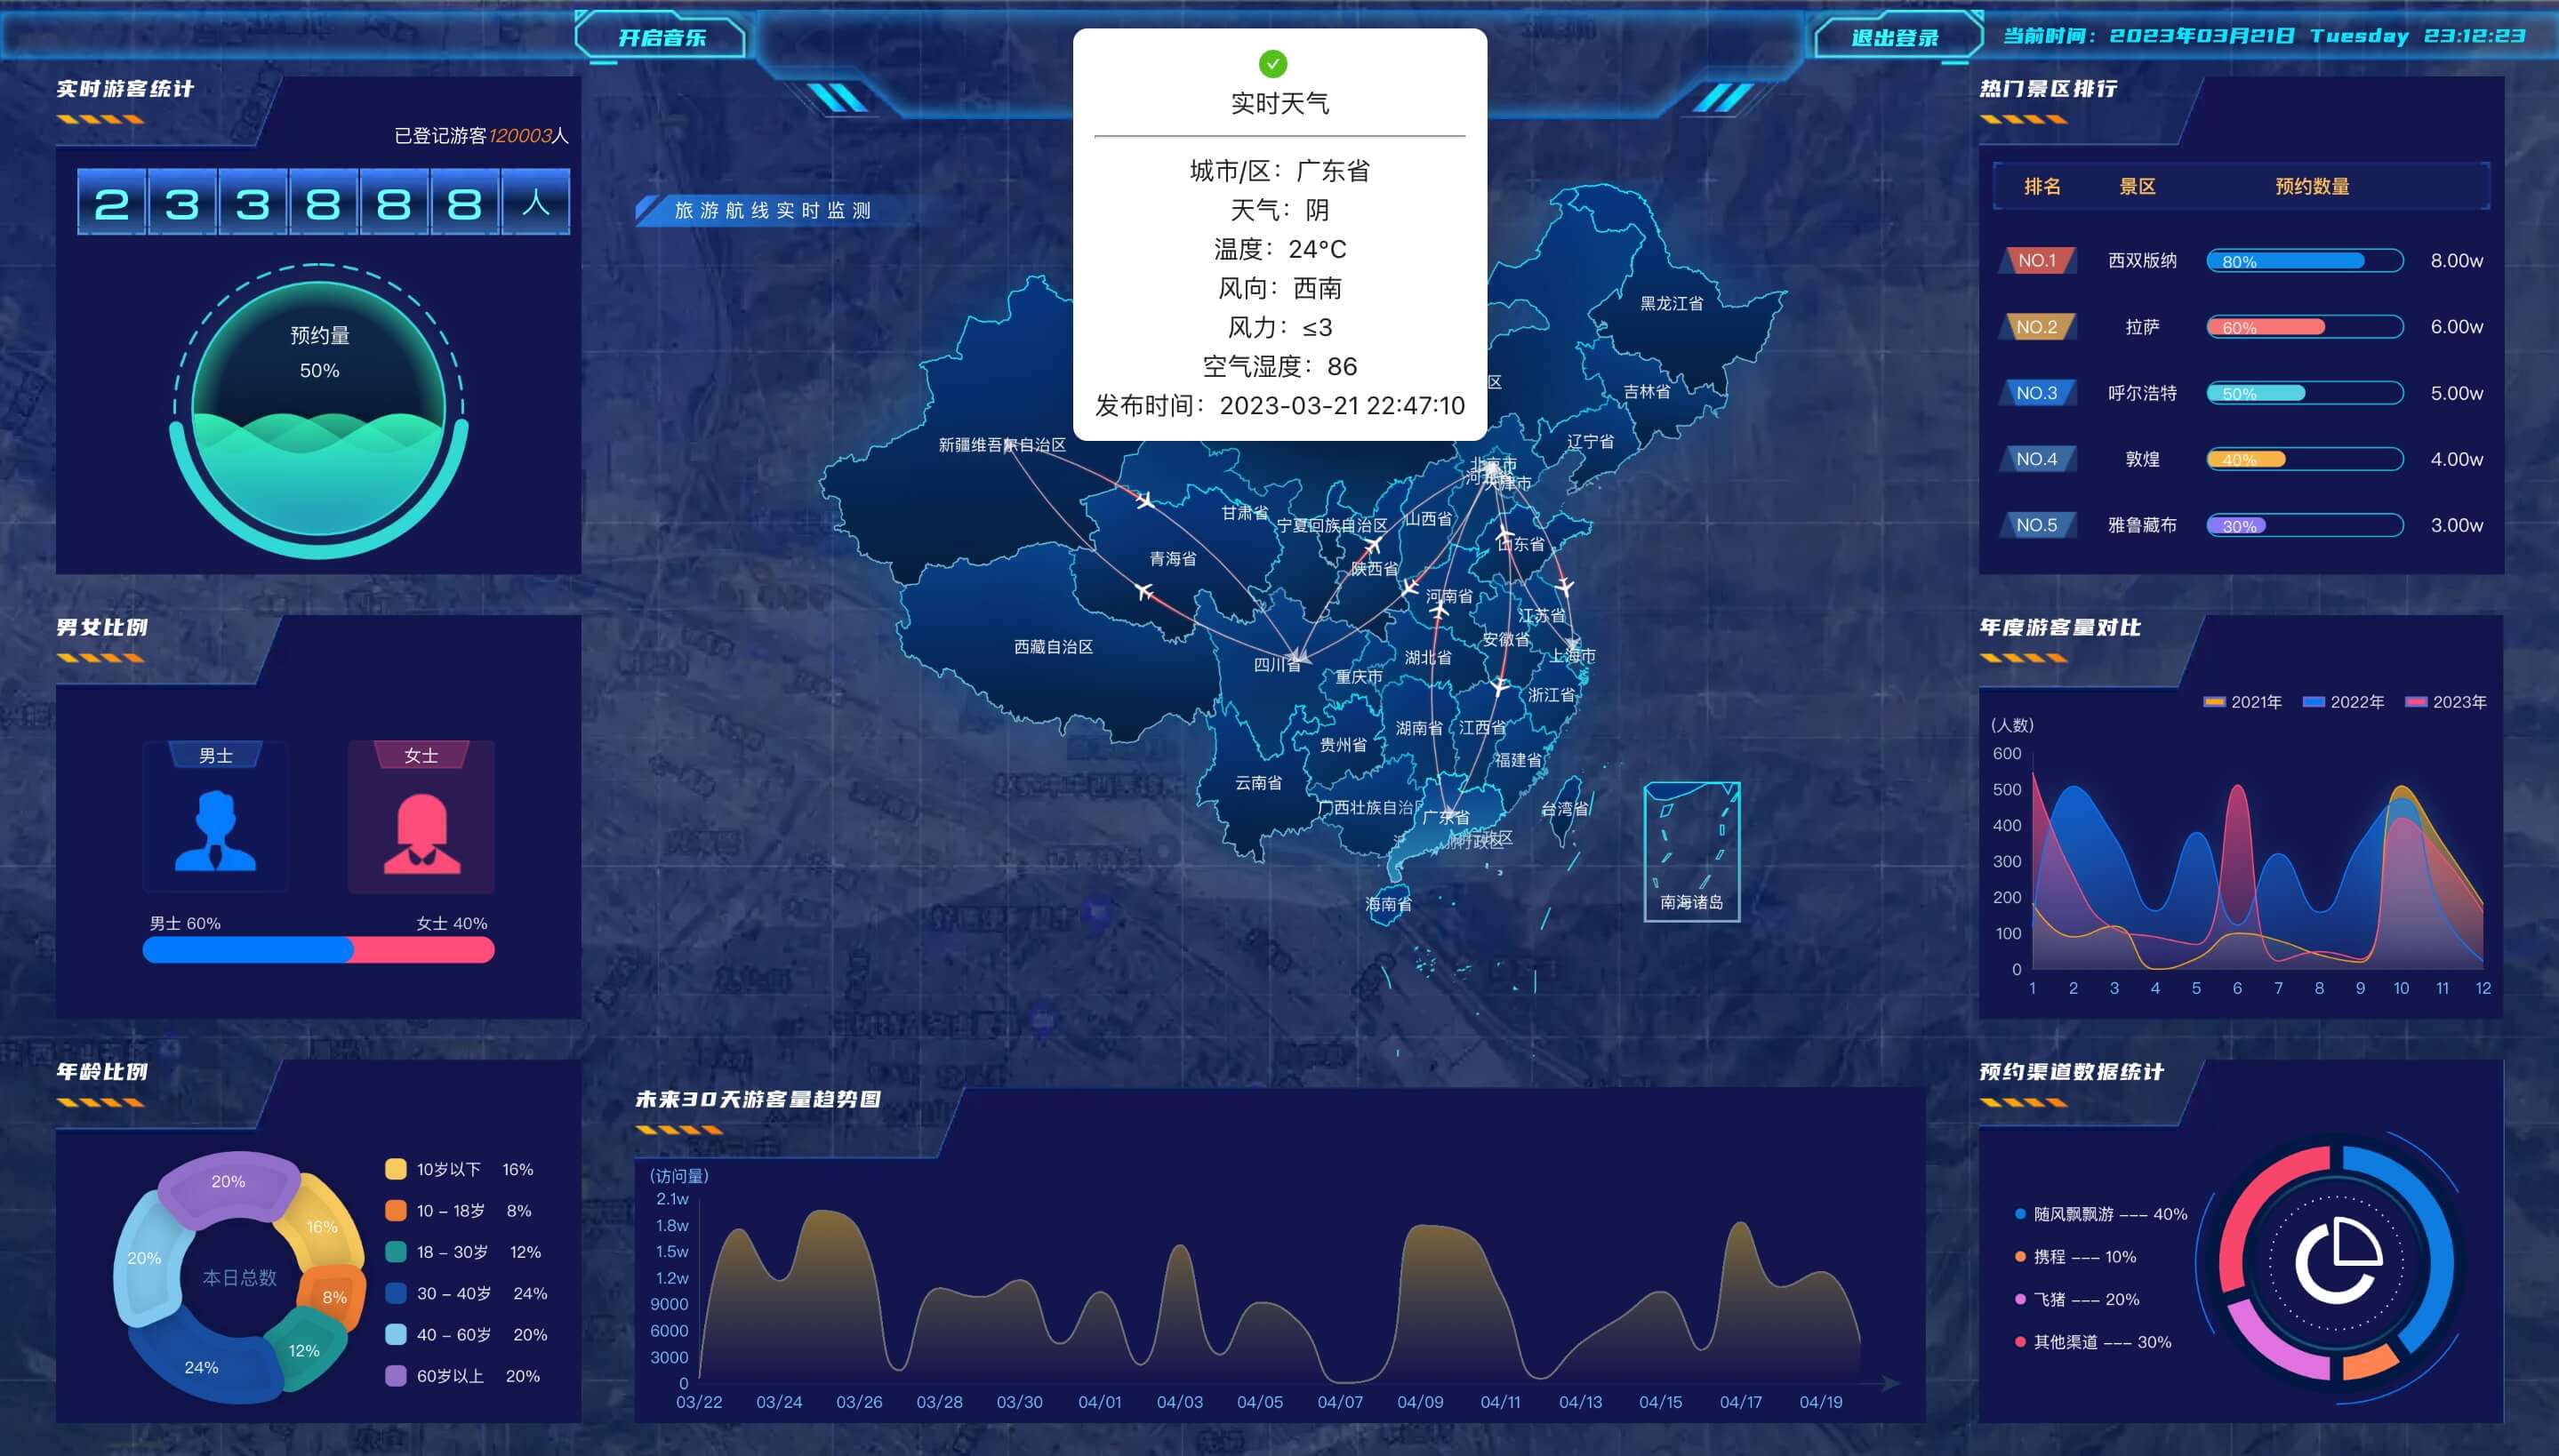 开启音乐
退出登录
当前时间：2023年03月21日 Tuesday 23:12:23
实时游客统计
已登记游客120003人
2 3 3 8 8 8 人
预约量
50%
男女比例
男士
女士
男士 60%
女士 40%
年龄比例
20%
16%
20%
8%
12%
24%
本日总数
10岁以下 16%
10 - 18岁 8%
18 - 30岁 12%
30 - 40岁 24%
40 - 60岁 20%
60岁以上 20%
旅游航线实时监测
实时天气
城市/区：广东省
天气：阴
温度：24°C
风向：西南
风力：≤3
空气湿度：86
发布时间：2023-03-21 22:47:10
黑龙江省
区
吉林省
辽宁省
新疆维吾尔自治区
北京市
天津市
甘肃省
宁夏回族自治区
山西省
山东省
青海省
陕西省
河南省
江苏省
西藏自治区
安徽省
四川省
湖北省
上海市
重庆市
浙江省
湖南省
江西省
贵州省
福建省
云南省
广西壮族自治
广东省
台湾省
行政区
海南省
南海诸岛
未来30天游客量趋势图
(访问量)
2.1w
1.8w
1.5w
1.2w
9000
6000
3000
0
03/22 03/24 03/26 03/28 03/30 04/01 04/03 04/05 04/07 04/09 04/11 04/13 04/15 04/17 04/19
热门景区排行
排名 景区 预约数量
NO.1 西双版纳 80% 8.00w
NO.2 拉萨 60% 6.00w
NO.3 呼尔浩特 50% 5.00w
NO.4 敦煌 40% 4.00w
NO.5 雅鲁藏布 30% 3.00w
年度游客量对比
2021年 2022年 2023年
(人数)
600
500
400
300
200
100
0
1 2 3 4 5 6 7 8 9 10 11 12
预约渠道数据统计
随风飘飘游 --- 40%
携程 --- 10%
飞猪 --- 20%
其他渠道 --- 30%